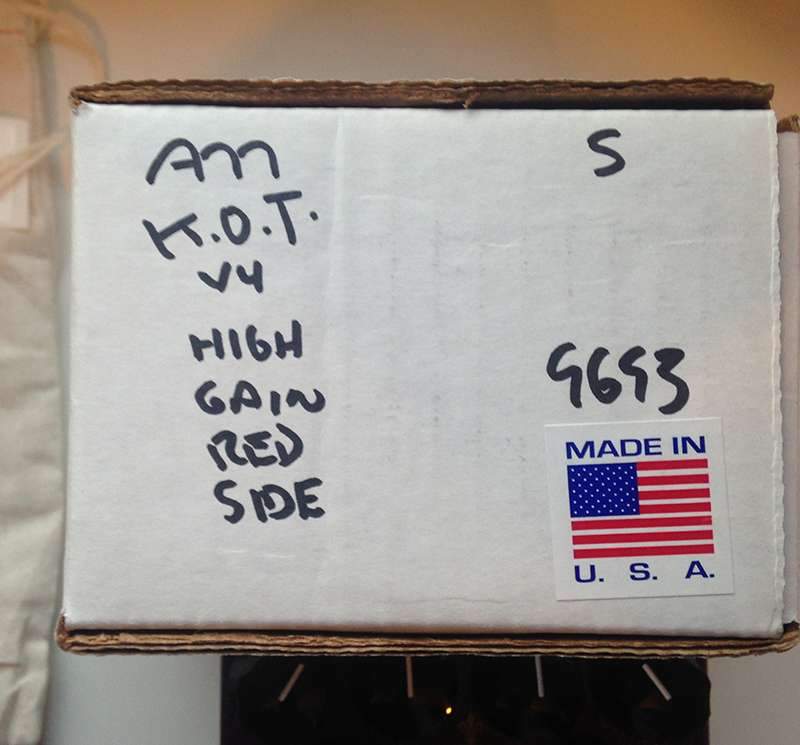 Am
K.O.T.
V4
HIGH
GAIN
RED
SIDE
S
9693
MADE IN
U. S. A.